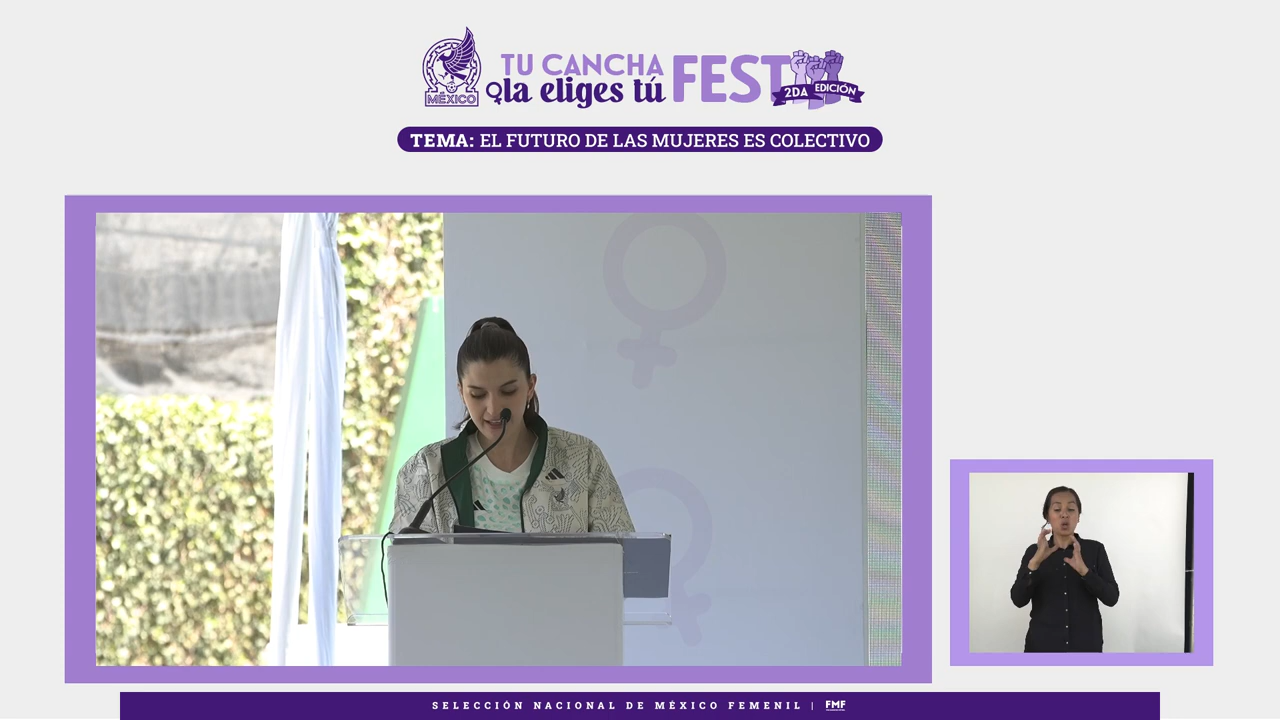 MÉXICO
TU CANCHA
la eliges tú
FEST
2DA EDICIÓN
TEMA: EL FUTURO DE LAS MUJERES ES COLECTIVO
SELECCIÓN NACIONAL DE MÉXICO FEMENIL | FMF